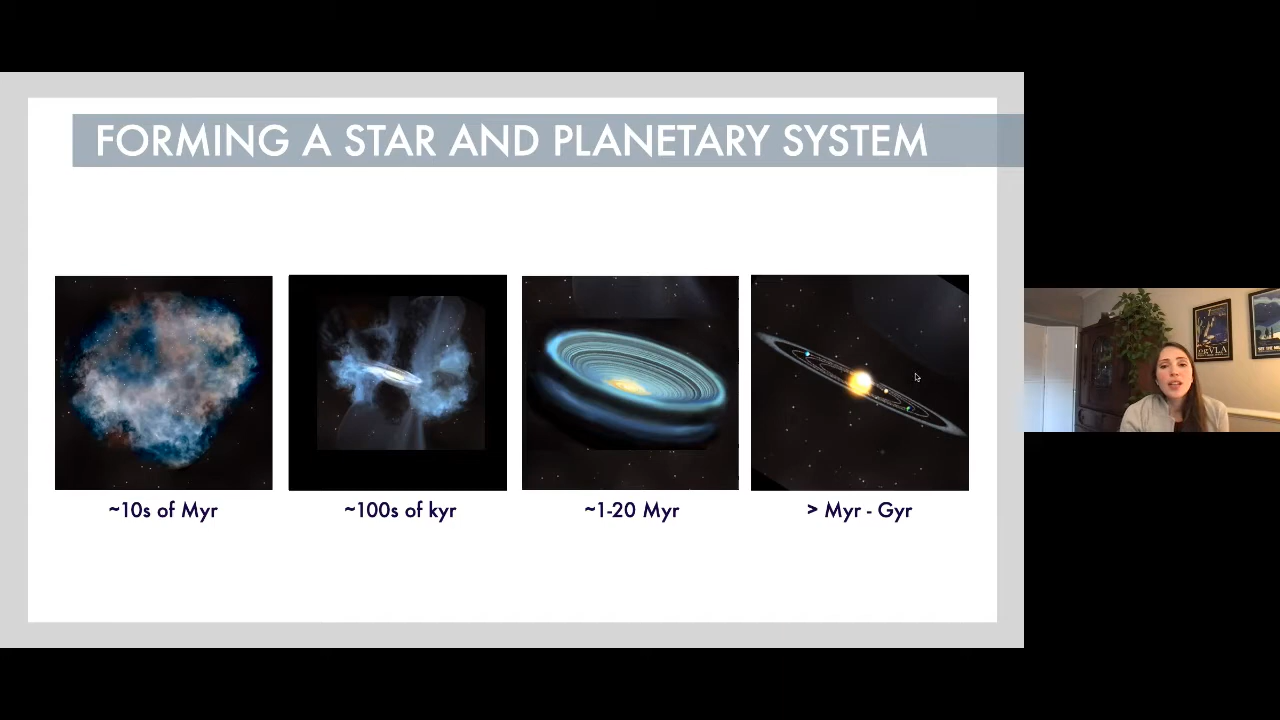 FORMING A STAR AND PLANETARY SYSTEM
~10s of Myr
~100s of kyr
~1-20 Myr
> Myr - Gyr